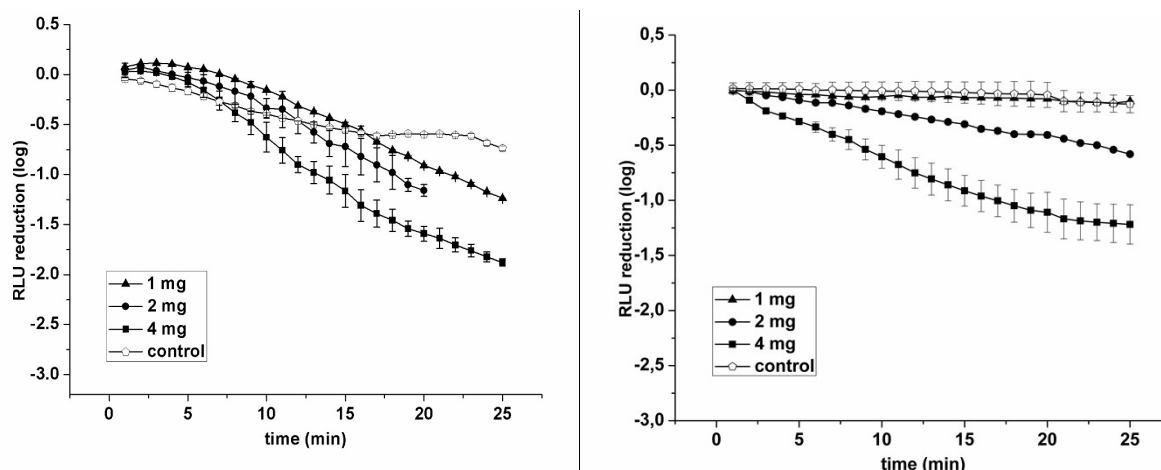 0.5
0.0
-0.5
-1.0
-1.5
-2.0
-2.5
-3.0
RLU reduction (log)
1 mg
2 mg
4 mg
control
0 5 10 15 20 25
time (min)
0,5
0,0
-0,5
-1,0
-1,5
-2,0
-2,5
-3,0
RLU reduction (log)
1 mg
2 mg
4 mg
control
0 5 10 15 20 25
time (min)